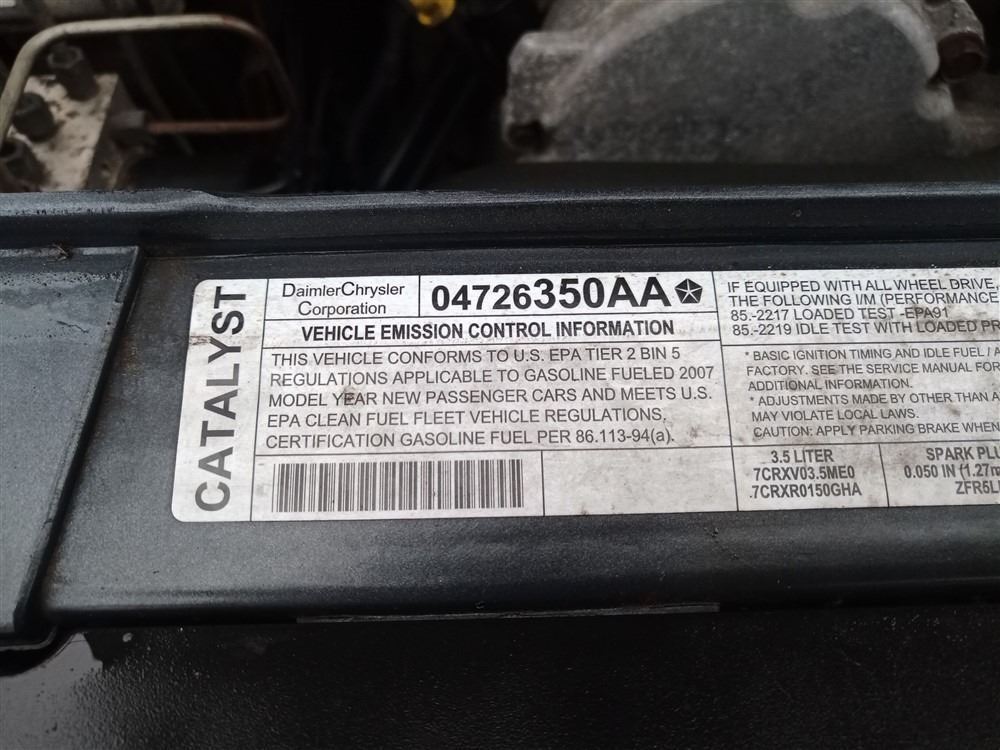 CATALYST
DaimlerChrysler
Corporation
04726350AA
VEHICLE EMISSION CONTROL INFORMATION
THIS VEHICLE CONFORMS TO U.S. EPA TIER 2 BIN 5
REGULATIONS APPLICABLE TO GASOLINE FUELED 2007
MODEL YEAR NEW PASSENGER CARS AND MEETS U.S.
EPA CLEAN FUEL FLEET VEHICLE REGULATIONS.
CERTIFICATION GASOLINE FUEL PER 86.113-94(a).
IF EQUIPPED WITH ALL WHEEL DRIVE,
THE FOLLOWING I/M (PERFORMANCE
85.-2217 LOADED TEST -EPA91
85.-2219 IDLE TEST WITH LOADED
* BASIC IGNITION TIMING AND IDLE FUEL /
FACTORY. SEE THE SERVICE MANUAL FOR
ADDITIONAL INFORMATION.
* ADJUSTMENTS MADE BY OTHER THAN
MAY VIOLATE LOCAL LAWS.
CAUTION: APPLY PARKING BRAKE WHEN
3.5 LITER
7CRXV03.5ME0
7CRXR0150GHA
SPARK
0.050 IN